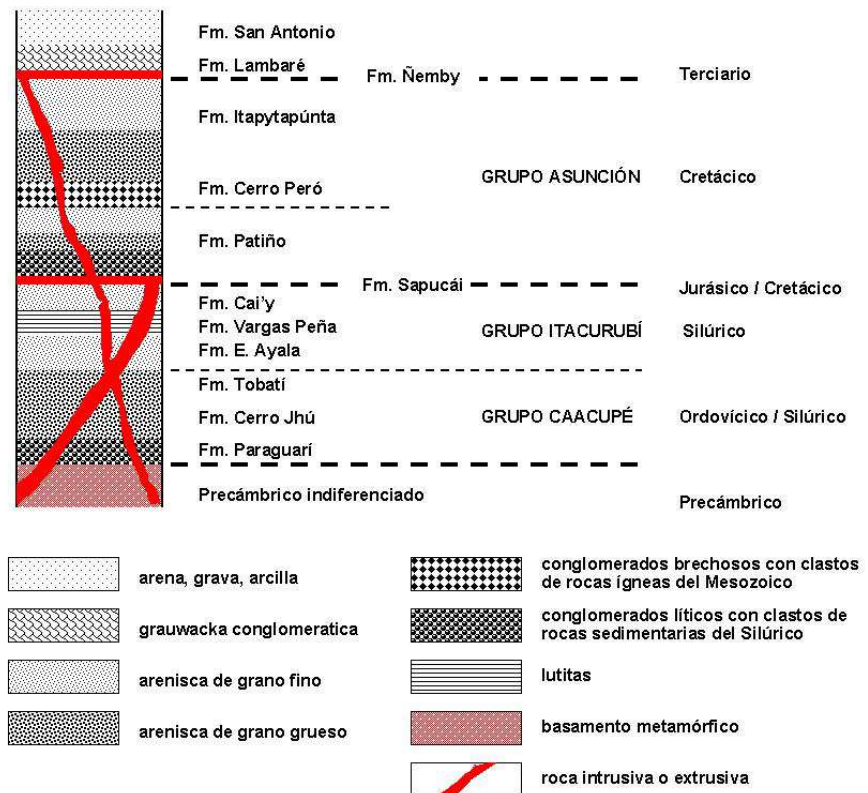 Fm. San Antonio
Fm. Lambaré
Fm. Ñemby
Terciario
Fm. Itapytapúnta
Fm. Cerro Peró
GRUPO ASUNCIÓN
Cretácico
Fm. Patiño
Fm. Sapucái
Jurásico / Cretácico
Fm. Cai’y
Fm. Vargas Peña
GRUPO ITACURUBÍ
Silúrico
Fm. E. Ayala
Fm. Tobatí
Fm. Cerro Jhú
GRUPO CAACUPÉ
Ordovícico / Silúrico
Fm. Paraguarí
Precámbrico indiferenciado
Precámbrico
arena, grava, arcilla
grauwacka conglomeratica
arenisca de grano fino
arenisca de grano grueso
conglomerados brechosos con clastos
de rocas ígneas del Mesozoico
conglomerados líticos con clastos de
rocas sedimentarias del Silúrico
lutitas
basamento metamórfico
roca intrusiva o extrusiva